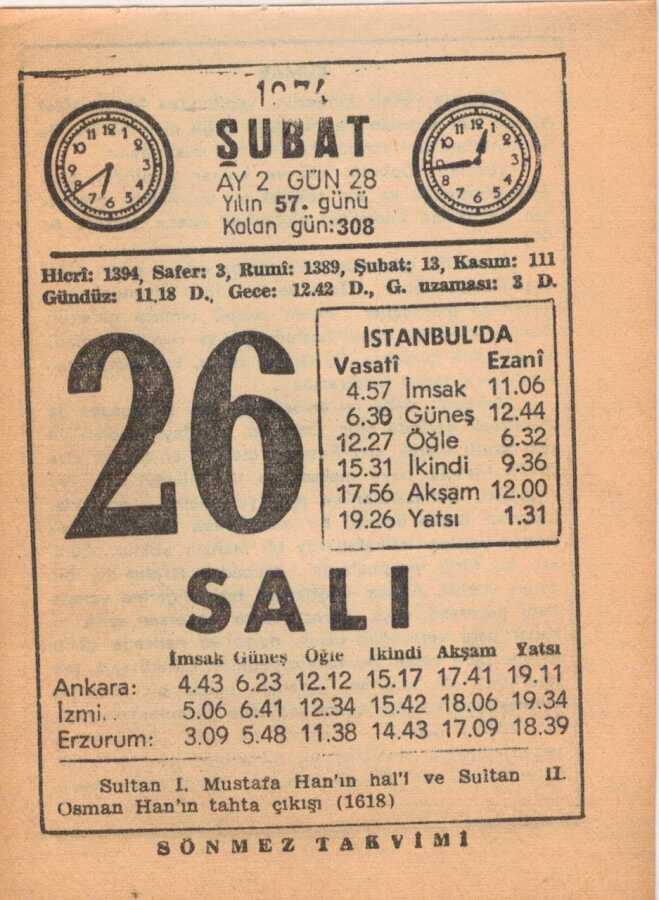 1974
ŞUBAT
AY 2 GÜN 28
Yılın 57. günü
Kalan gün:308
Hicrî: 1394, Safer: 3, Rumî: 1389, Şubat: 13, Kasım: 111
Gündüz: 11,18 D., Gece: 12.42 D., G. uzaması: 3 D.
26
İSTANBUL'DA
Vasatî Ezanî
4.57 İmsak 11.06
6.30 Güneş 12.44
12.27 Öğle 6.32
15.31 İkindi 9.36
17.56 Akşam 12.00
19.26 Yatsı 1.31
SALI
İmsak Güneş Öğle İkindi Akşam Yatsı
Ankara: 4.43 6.23 12.12 15.17 17.41 19.11
İzmi.. 5.06 6.41 12.34 15.42 18.06 19.34
Erzurum: 3.09 5.48 11.38 14.43 17.09 18.39
Sultan I. Mustafa Han'ın hal'i ve Sultan II.
Osman Han'ın tahta çıkışı (1618)
SÖNMEZ TAKVİMİ